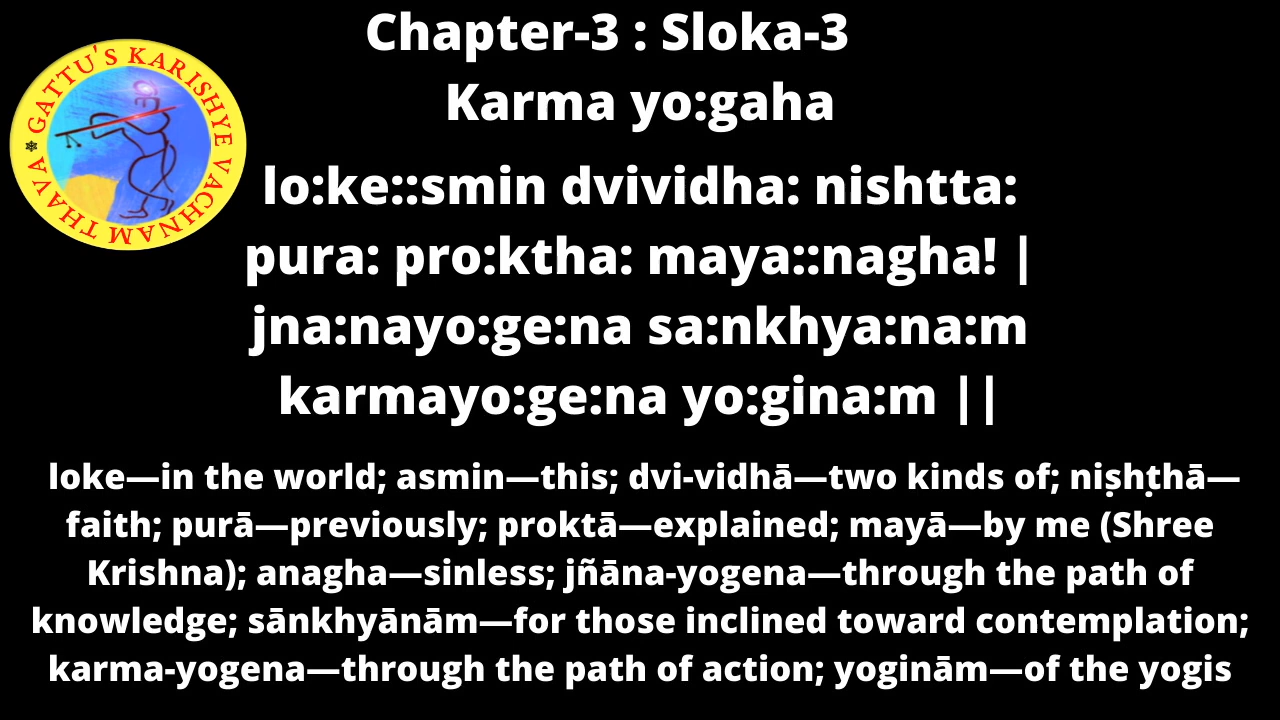 Chapter-3 : Sloka-3
Karma yo:gaha
GATTU'S KARISHYE VACHNAM THAVA
lo:ke::smin dvividha: nishtta:
pura: pro:ktha: maya::nagha! |
jna:nayo:ge:na sa:nkhya:na:m
karmayo:ge:na yo:gina:m ||
loke—in the world; asmin—this; dvi-vidhā—two kinds of; niṣhṭhā—
faith; purā—previously; proktā—explained; mayā—by me (Shree
Krishna); anagha—sinless; jñāna-yogena—through the path of
knowledge; sānkhyānām—for those inclined toward contemplation;
karma-yogena—through the path of action; yoginām—of the yogis